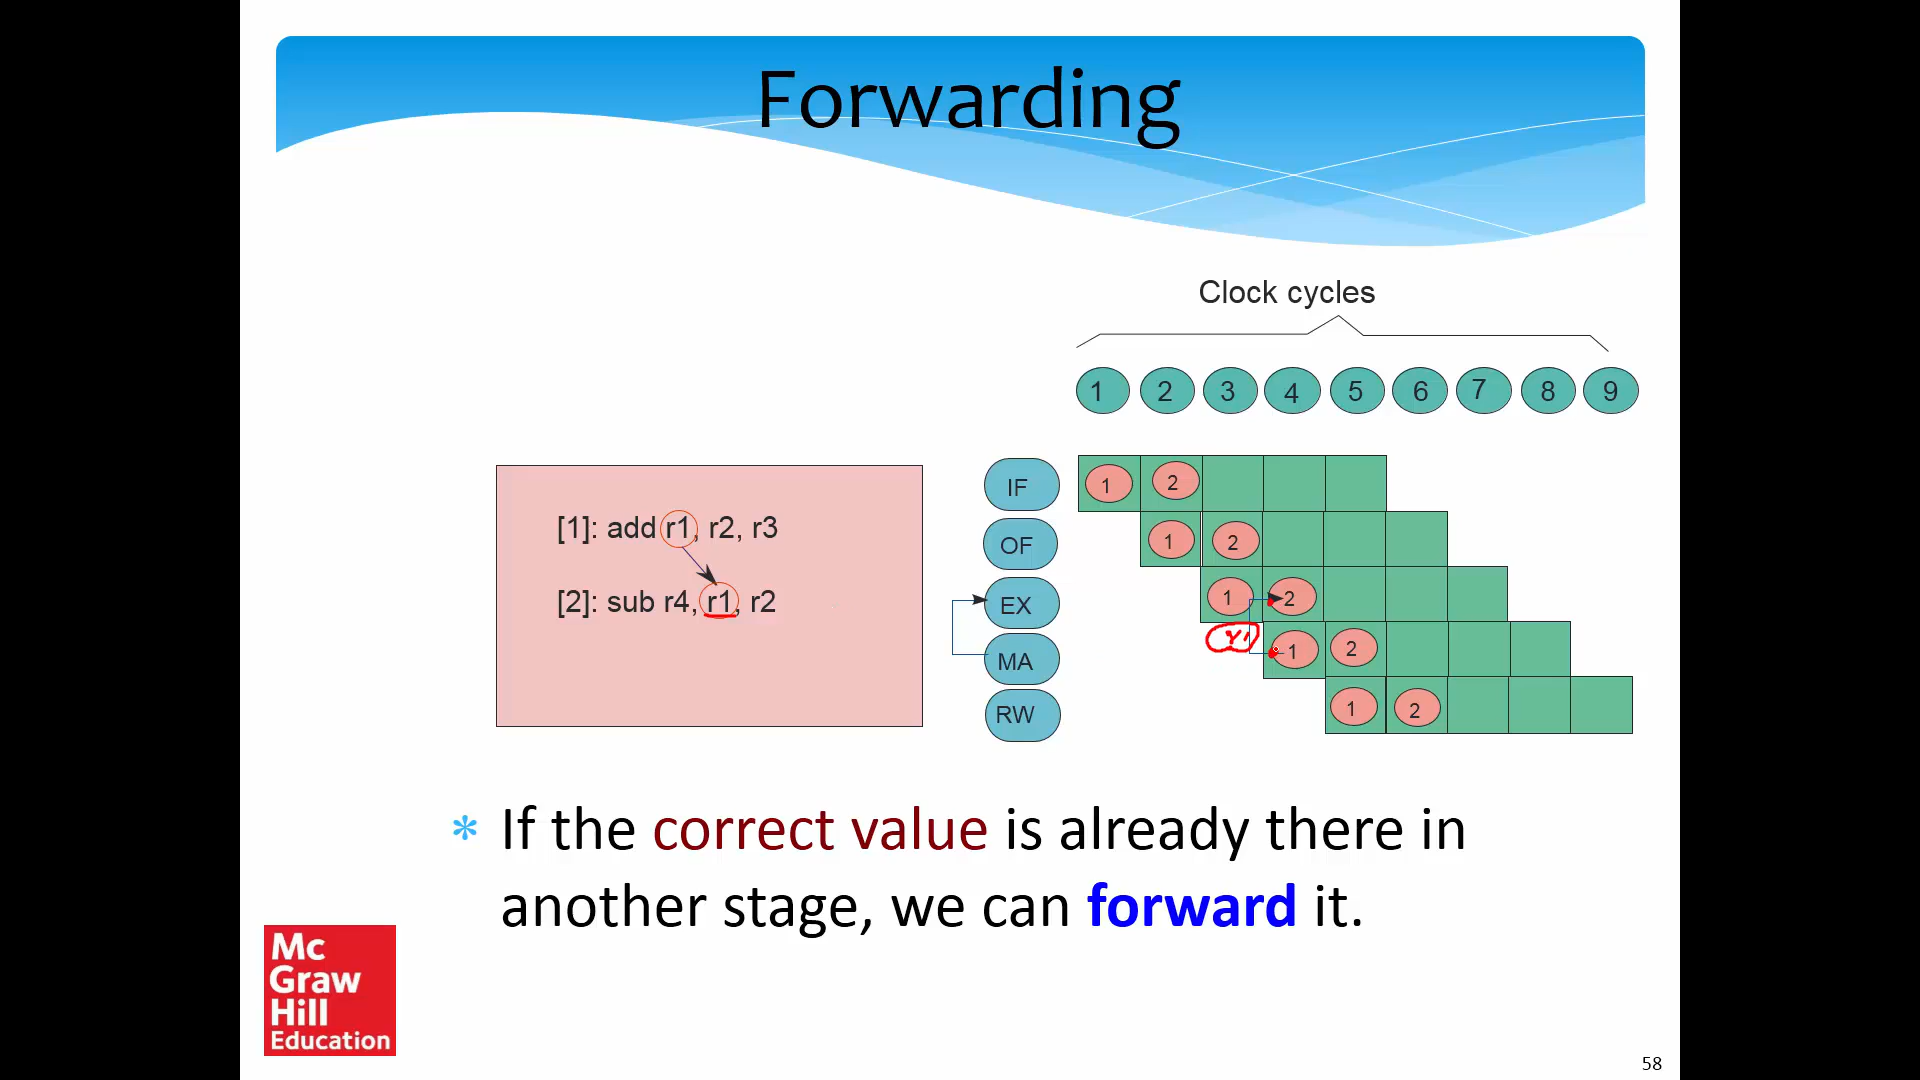 Forwarding
Clock cycles
1 2 3 4 5 6 7 8 9
[1]: add r1, r2, r3
[2]: sub r4, r1, r2
IF 1 2
OF 1 2
EX 1 2
r1
MA 1 2
RW 1 2
If the correct value is already there in
another stage, we can forward it.
Mc
Graw
Hill
Education
58